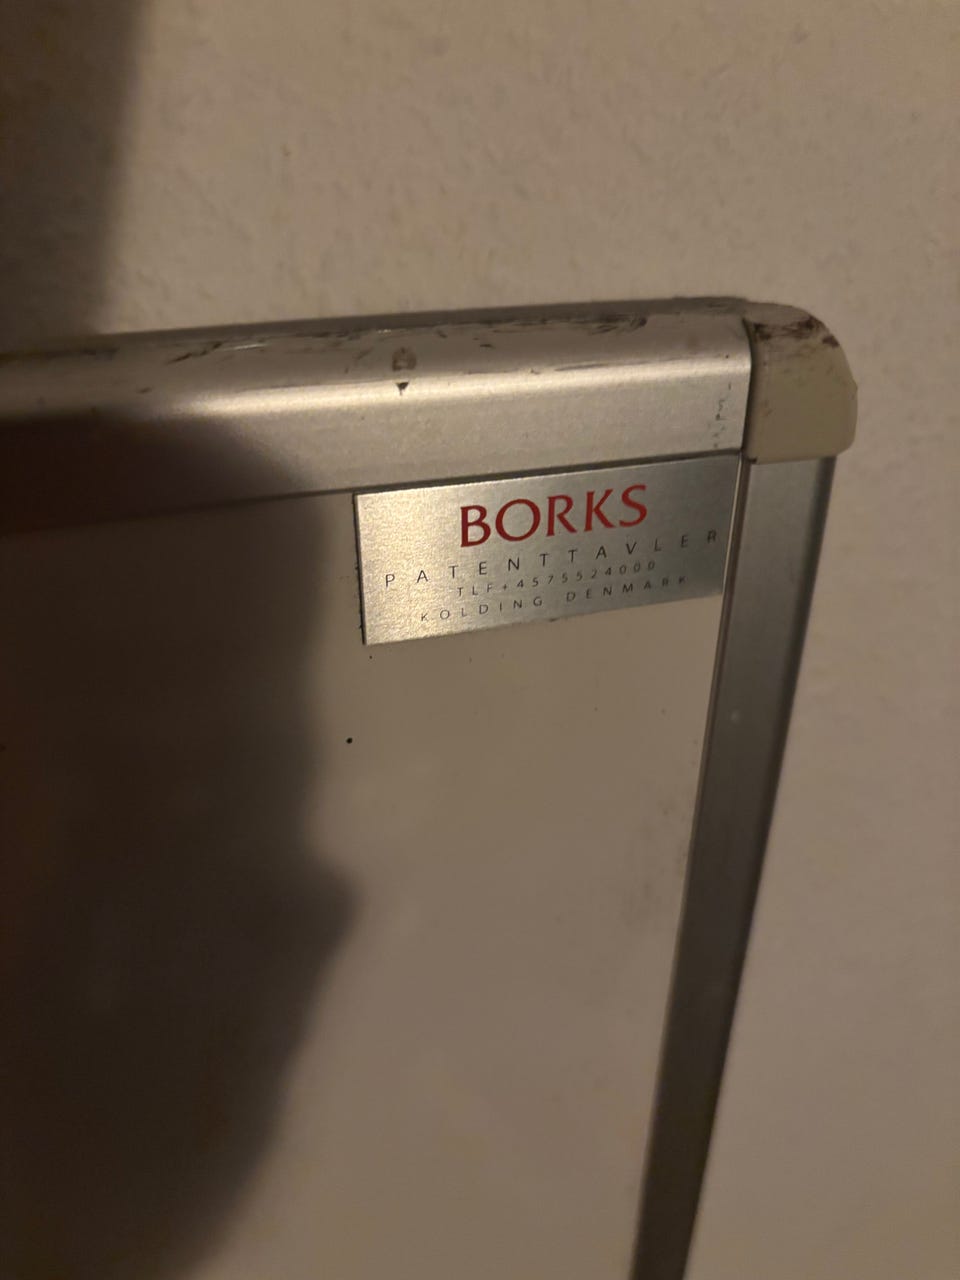 BORKS
PATENTTAVLER
TLF+4575524000
KOLDING DENMARK